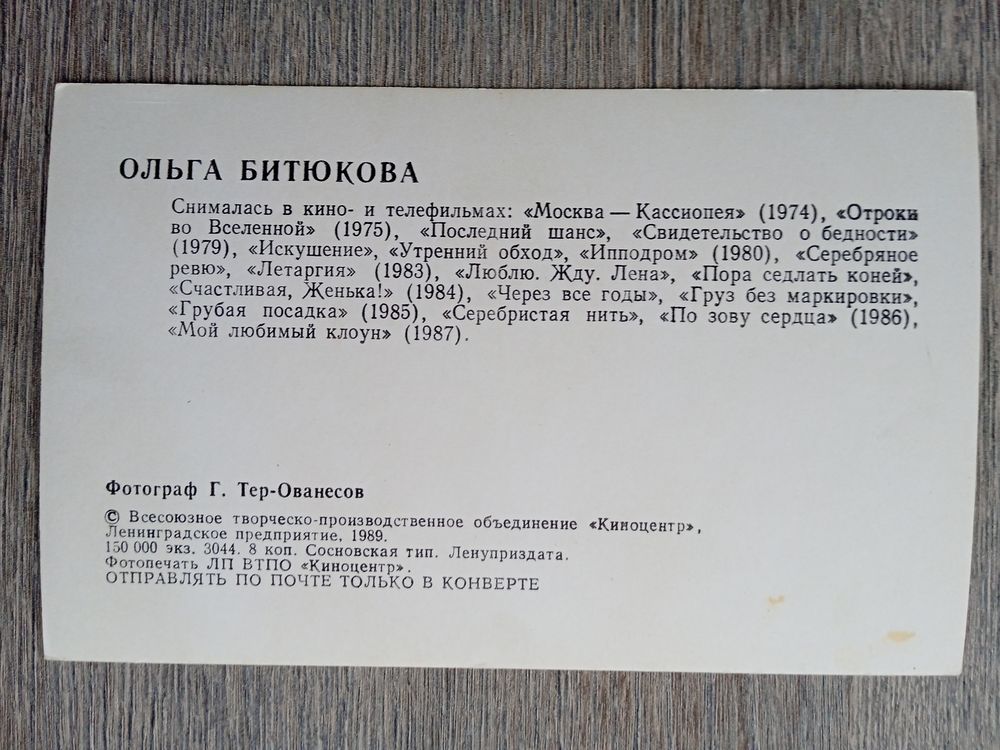 ОЛЬГА БИТЮКОВА
Снималась в кино- и телефильмах: «Москва — Кассиопея» (1974), «Отроки
во Вселенной» (1975), «Последний шанс», «Свидетельство о бедности»
(1979), «Искушение», «Утренний обход», «Ипподром» (1980), «Серебряное
ревю», «Летаргия» (1983), «Люблю. Жду. Лена», «Пора седлать коней»,
«Счастливая, Женька!» (1984), «Через все годы», «Груз без маркировки»,
«Грубая посадка» (1985), «Серебристая нить», «По зову сердца» (1986),
«Мой любимый клоун» (1987).
Фотограф Г. Тер-Ованесов
© Всесоюзное творческо-производственное объединение «Киноцентр»,
Ленинградское предприятие, 1989.
150 000 экз. 3044. 8 коп. Сосновская тип. Ленуприздата.
Фотопечать ЛП ВТПО «Киноцентр».
ОТПРАВЛЯТЬ ПО ПОЧТЕ ТОЛЬКО В КОНВЕРТЕ